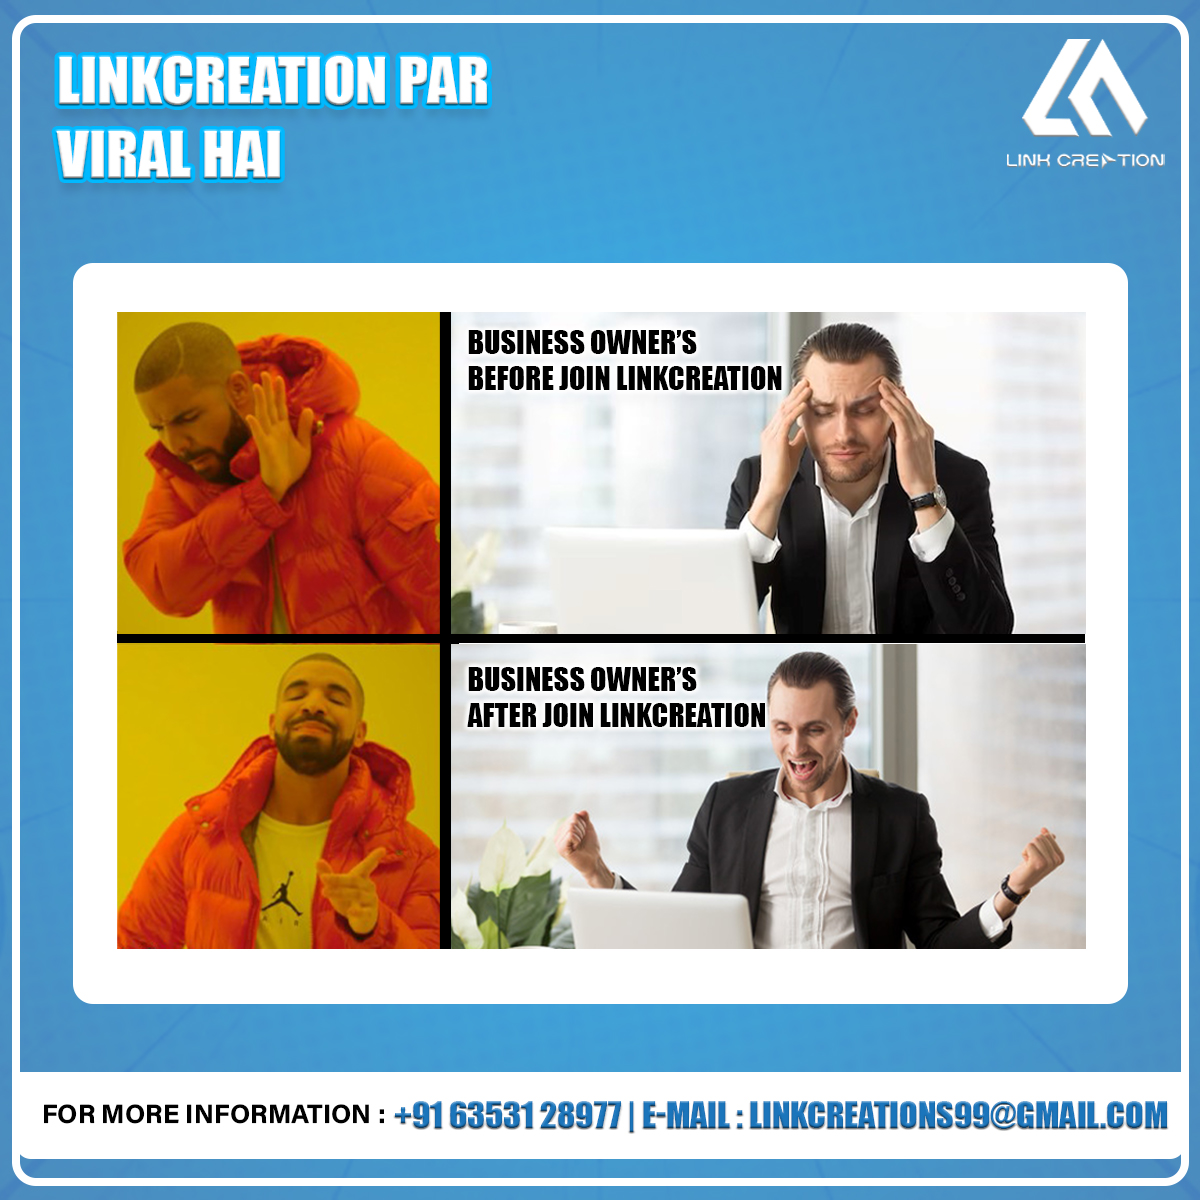 LINKCREATION PAR
VIRAL HAI
LINK CREATION
BUSINESS OWNER'S
BEFORE JOIN LINKCREATION
BUSINESS OWNER'S
AFTER JOIN LINKCREATION
FOR MORE INFORMATION : +91 63531 28977 | E-MAIL : LINKCREATIONS99@GMAIL.COM